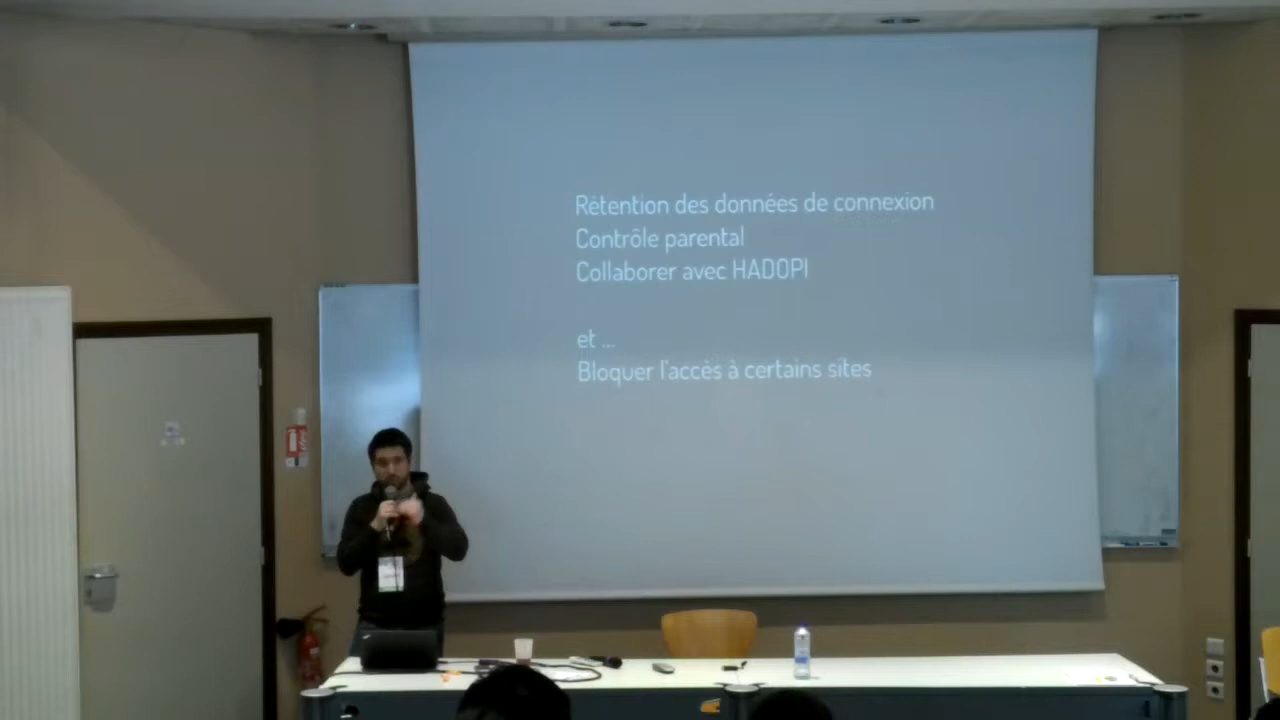 Rétention des données de connexion
Contrôle parental
Collaborer avec HADOPI
et ...
Bloquer l'accès à certains sites